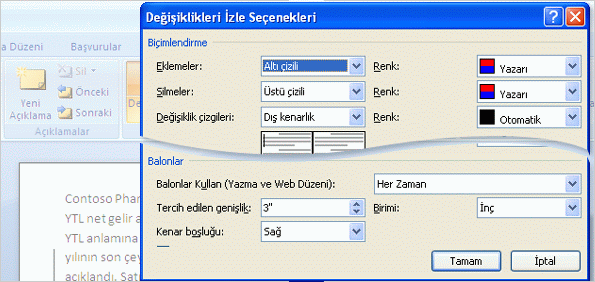 Değişiklikleri İzle Seçenekleri
a Düzeni Başvurular
Biçimlendirme
Eklemeler: Altı çizili Renk: Yazarı
Silmeler: Üstü çizili Renk: Yazarı
Değişiklik çizgileri: Dış kenarlık Renk: Otomatik
Yeni Açıklama
Sil
Önceki
Sonraki
Açıklamalar
Balonlar
Balonlar Kullan (Yazma ve Web Düzeni): Her Zaman
Tercih edilen genişlik: 3" Birimi: İnç
Kenar boşluğu: Sağ
Tamam İptal
Contoso Phar
YTL net gelir a
YTL anlamına
yılının son çey
açıklandı. Satı